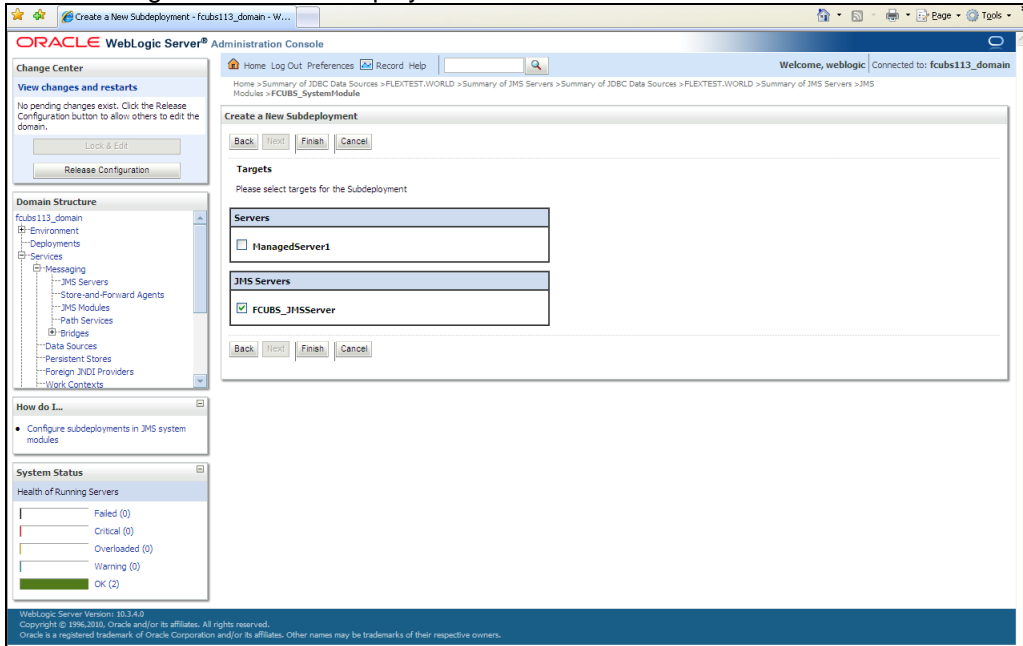 Create a New Subdeployment - fcubs113_domain - W...
Page
Tools
ORACLE WebLogic Server® Administration Console
Change Center
View changes and restarts
No pending changes exist. Click the Release
Configuration button to allow others to edit the
domain.
Lock & Edit
Release Configuration
Domain Structure
fcubs113_domain
Environment
Deployments
Services
Messaging
JMS Servers
Store-and-Forward Agents
JMS Modules
Path Services
Bridges
Data Sources
Persistent Stores
Foreign JNDI Providers
Work Contexts
How do I...
Configure subdeployments in JMS system
modules
System Status
Health of Running Servers
Failed (0)
Critical (0)
Overloaded (0)
Warning (0)
OK (2)
Home Log Out Preferences Record Help
Welcome, weblogic Connected to: fcubs113_domain
Home >Summary of JDBC Data Sources >FLEXTEST.WORLD >Summary of JMS Servers >Summary of JDBC Data Sources >FLEXTEST.WORLD >Summary of JMS Servers >JMS
Modules >FCUBS_SystemModule
Create a New Subdeployment
Back Next Finish Cancel
Targets
Please select targets for the Subdeployment
Servers
ManagedServer1
JMS Servers
FCUBS_JMSServer
Back Next Finish Cancel
WebLogic Server Version: 10.3.4.0
Copyright © 1996,2010, Oracle and/or its affiliates. All rights reserved.
Oracle is a registered trademark of Oracle Corporation and/or its affiliates. Other names may be trademarks of their respective owners.